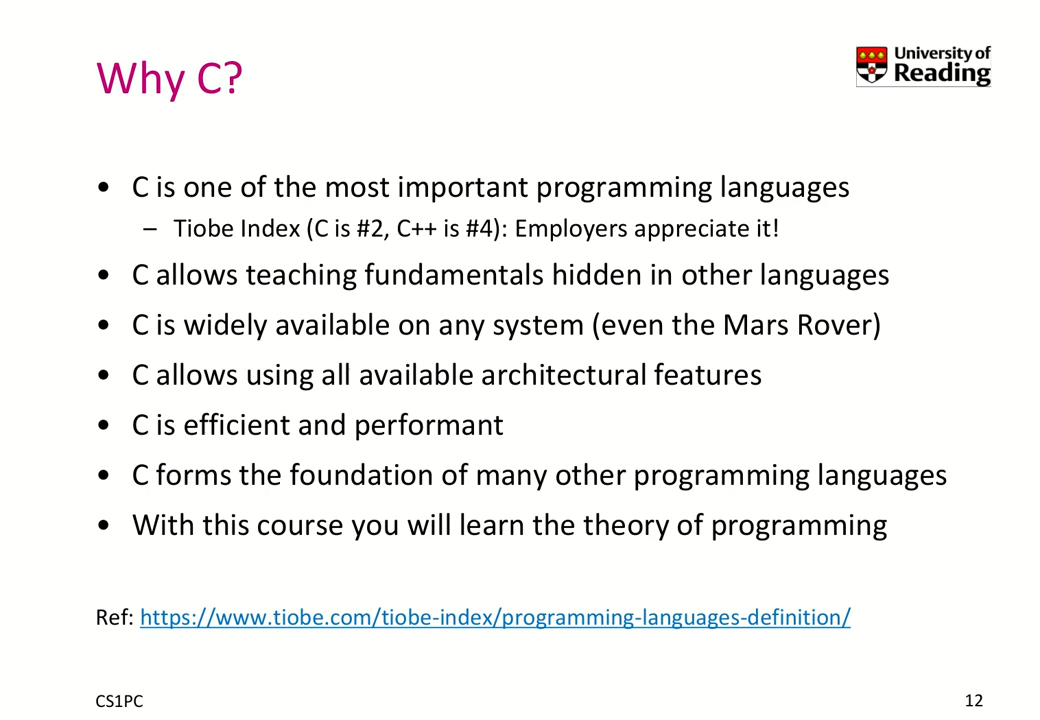 Why C?
University of
Reading
• C is one of the most important programming languages
– Tiobe Index (C is #2, C++ is #4): Employers appreciate it!
• C allows teaching fundamentals hidden in other languages
• C is widely available on any system (even the Mars Rover)
• C allows using all available architectural features
• C is efficient and performant
• C forms the foundation of many other programming languages
• With this course you will learn the theory of programming
Ref: https://www.tiobe.com/tiobe-index/programming-languages-definition/
CS1PC
12